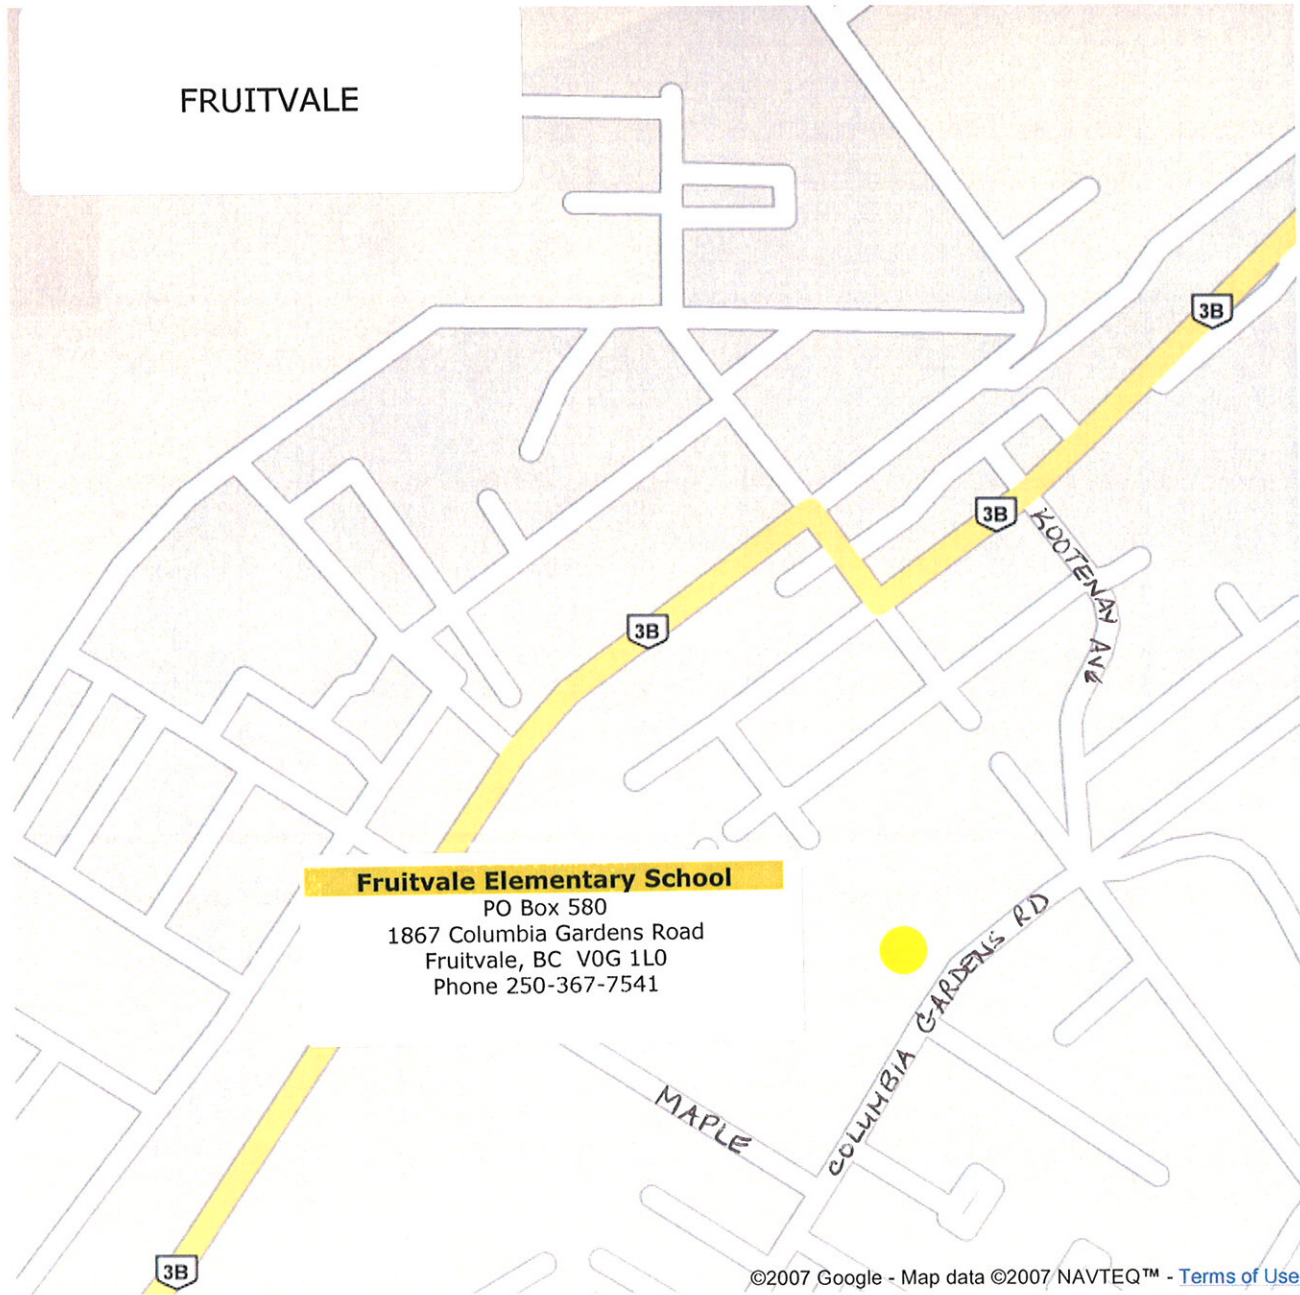 FRUITVALE
3B
3B
KOOTENAY AVE
3B
Fruitvale Elementary School
PO Box 580
1867 Columbia Gardens Road
Fruitvale, BC  V0G 1L0
Phone 250-367-7541
COLUMBIA GARDENS RD
MAPLE
3B
©2007 Google - Map data ©2007 NAVTEQ™ - Terms of Use